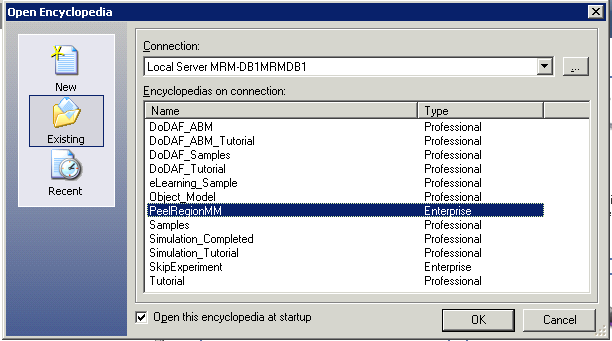 Open Encyclopedia
New
Existing
Recent
Connection:
Local Server MRM-DB1MRMDB1
...
Encyclopedias on connection:
Name Type
DoDAF_ABM Professional
DoDAF_ABM_Tutorial Professional
DoDAF_Samples Professional
DoDAF_Tutorial Professional
eLearning_Sample Professional
Object_Model Professional
PeelRegionMM Enterprise
Samples Professional
Simulation_Completed Professional
Simulation_Tutorial Professional
SkipExperiment Enterprise
Tutorial Professional
Open this encyclopedia at startup
OK Cancel